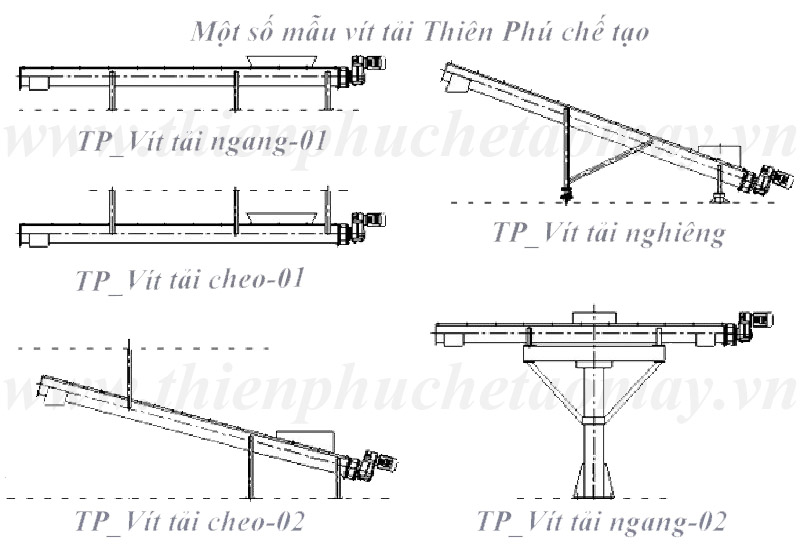 Một số mẫu vít tải Thiên Phú chế tạo
www.thienphuchetaomay.vn
TP_Vít tải ngang-01
TP_Vít tải nghiêng
TP_Vít tải cheo-01
www.thienphuchetaomay.vn
TP_Vít tải cheo-02
TP_Vít tải ngang-02